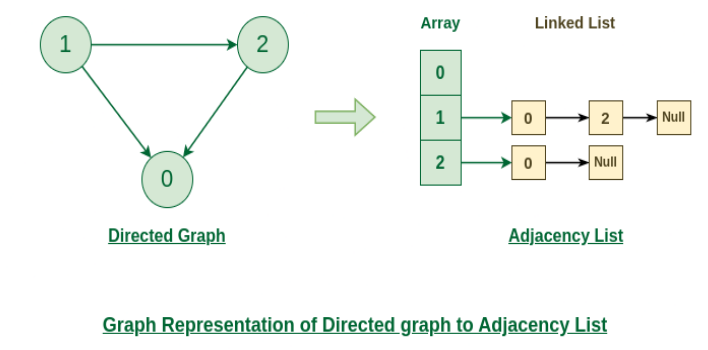 Array Linked List
1 2
0
1 0 2 Null
2 0 Null
0
Directed Graph Adjacency List
Graph Representation of Directed graph to Adjacency List